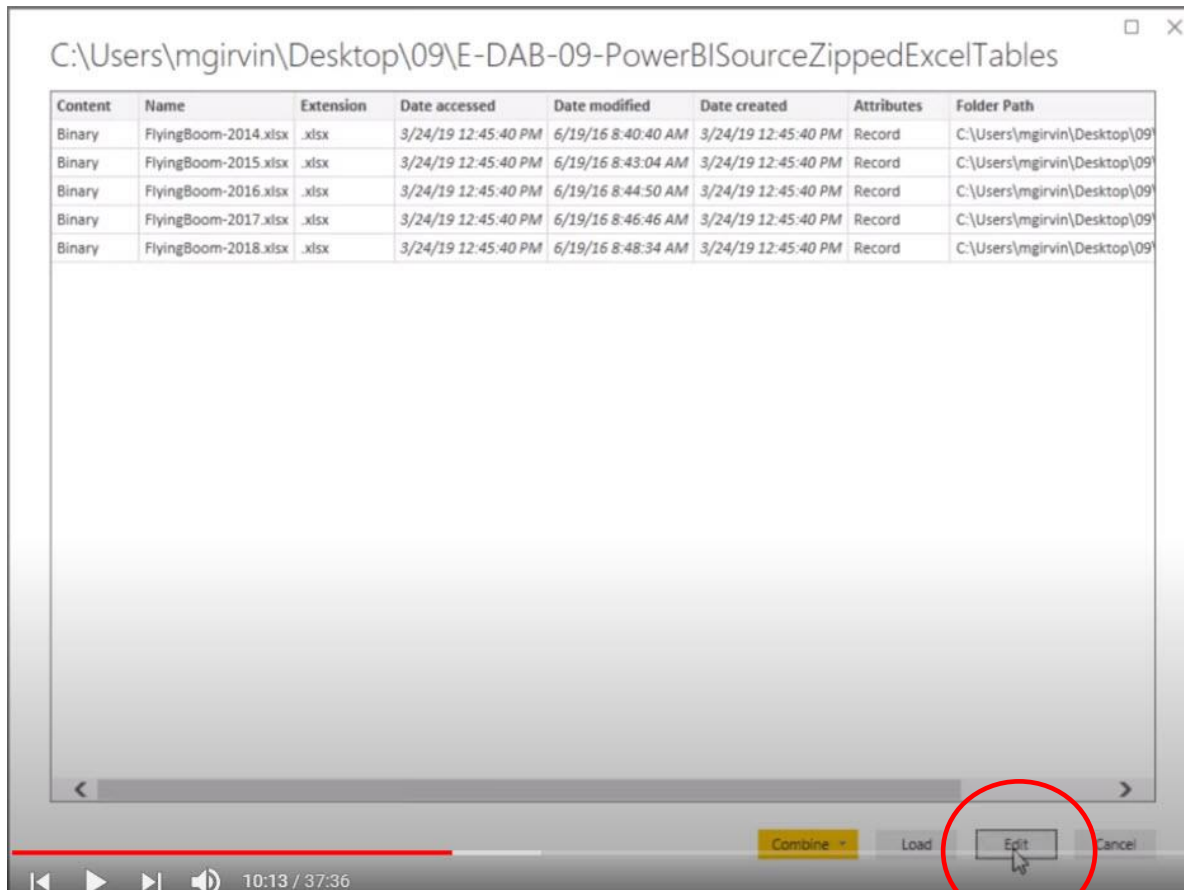 C:\Users\mgirvin\Desktop\09\E-DAB-09-PowerBISourceZippedExcelTables
Content Name Extension Date accessed Date modified Date created Attributes Folder Path
Binary FlyingBoom-2014.xlsx .xlsx 3/24/19 12:45:40 PM 6/19/16 8:40:40 AM 3/24/19 12:45:40 PM Record C:\Users\mgirvin\Desktop\09\
Binary FlyingBoom-2015.xlsx .xlsx 3/24/19 12:45:40 PM 6/19/16 8:43:04 AM 3/24/19 12:45:40 PM Record C:\Users\mgirvin\Desktop\09\
Binary FlyingBoom-2016.xlsx .xlsx 3/24/19 12:45:40 PM 6/19/16 8:44:50 AM 3/24/19 12:45:40 PM Record C:\Users\mgirvin\Desktop\09\
Binary FlyingBoom-2017.xlsx .xlsx 3/24/19 12:45:40 PM 6/19/16 8:46:46 AM 3/24/19 12:45:40 PM Record C:\Users\mgirvin\Desktop\09\
Binary FlyingBoom-2018.xlsx .xlsx 3/24/19 12:45:40 PM 6/19/16 8:48:34 AM 3/24/19 12:45:40 PM Record C:\Users\mgirvin\Desktop\09\
Combine Load Edit Cancel
10:13 / 37:36